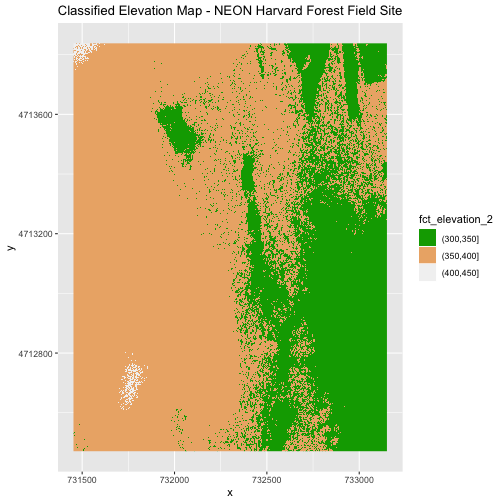 Classified Elevation Map - NEON Harvard Forest Field Site
4713600
4713200
4712800
y
731500
732000
732500
733000
x
fct_elevation_2
(300,350]
(350,400]
(400,450]